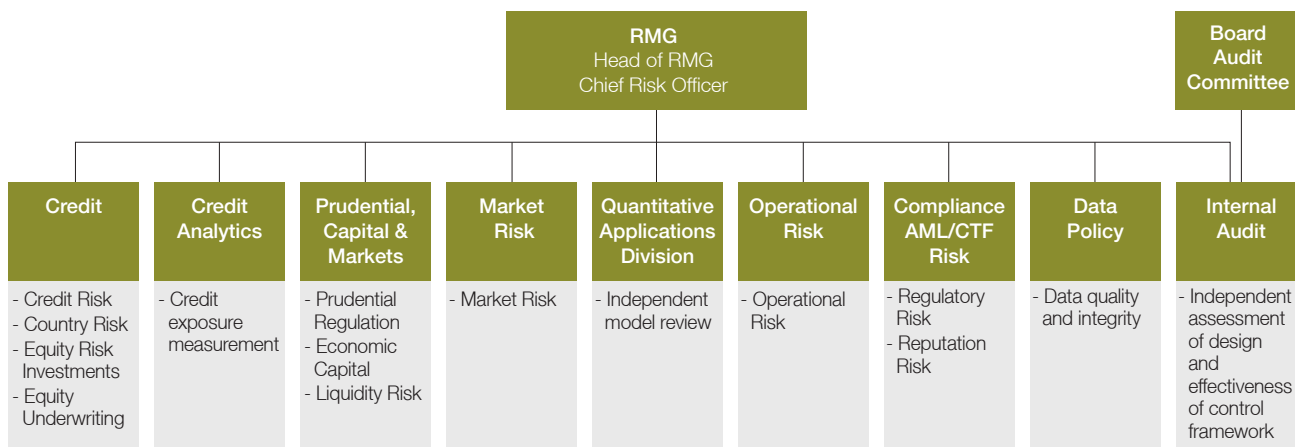 RMG
Head of RMG
Chief Risk Officer
Board
Audit
Committee
Credit
- Credit Risk
- Country Risk
- Equity Risk
Investments
- Equity
Underwriting
Credit
Analytics
- Credit
exposure
measurement
Prudential,
Capital &
Markets
- Prudential
Regulation
- Economic
Capital
- Liquidity Risk
Market
Risk
- Market Risk
Quantitative
Applications
Division
- Independent
model review
Operational
Risk
- Operational
Risk
Compliance
AML/CTF
Risk
- Regulatory
Risk
- Reputation
Risk
Data
Policy
- Data quality
and integrity
Internal
Audit
- Independent
assessment
of design
and
effectiveness
of control
framework